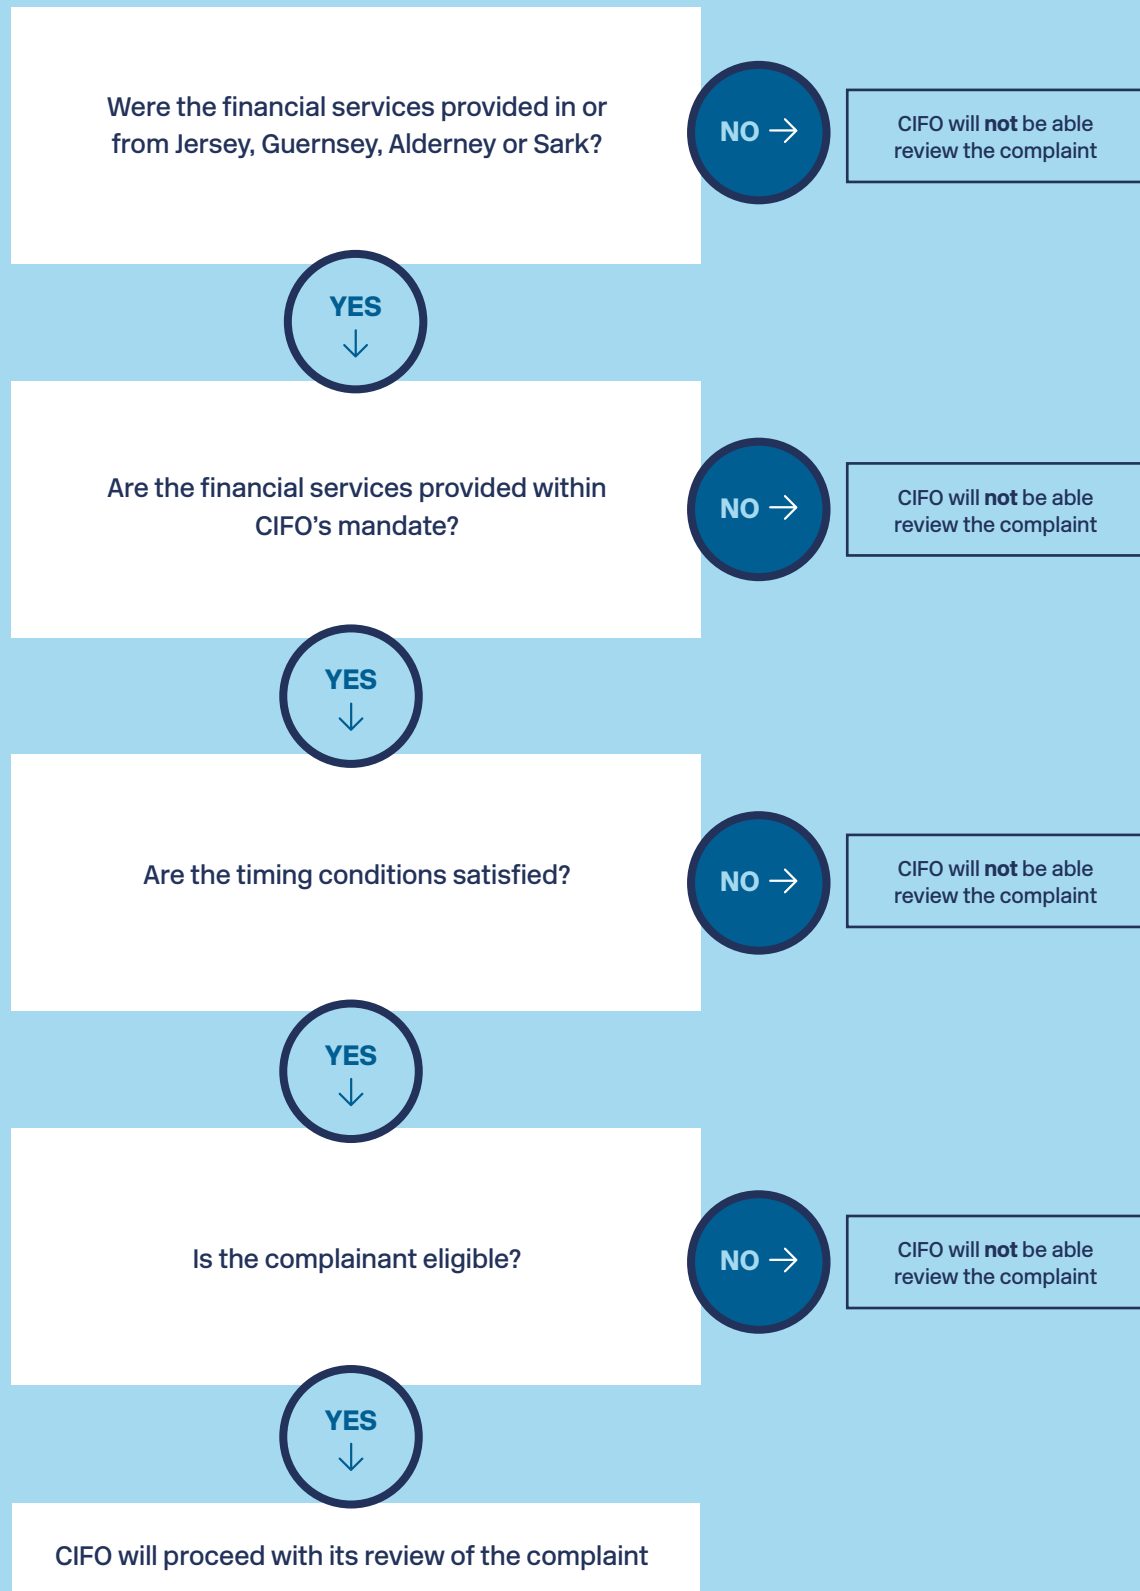 Were the financial services provided in or
from Jersey, Guernsey, Alderney or Sark?
NO →
CIFO will not be able
review the complaint
YES
↓
Are the financial services provided within
CIFO’s mandate?
NO →
CIFO will not be able
review the complaint
YES
↓
Are the timing conditions satisfied?
NO →
CIFO will not be able
review the complaint
YES
↓
Is the complainant eligible?
NO →
CIFO will not be able
review the complaint
YES
↓
CIFO will proceed with its review of the complaint